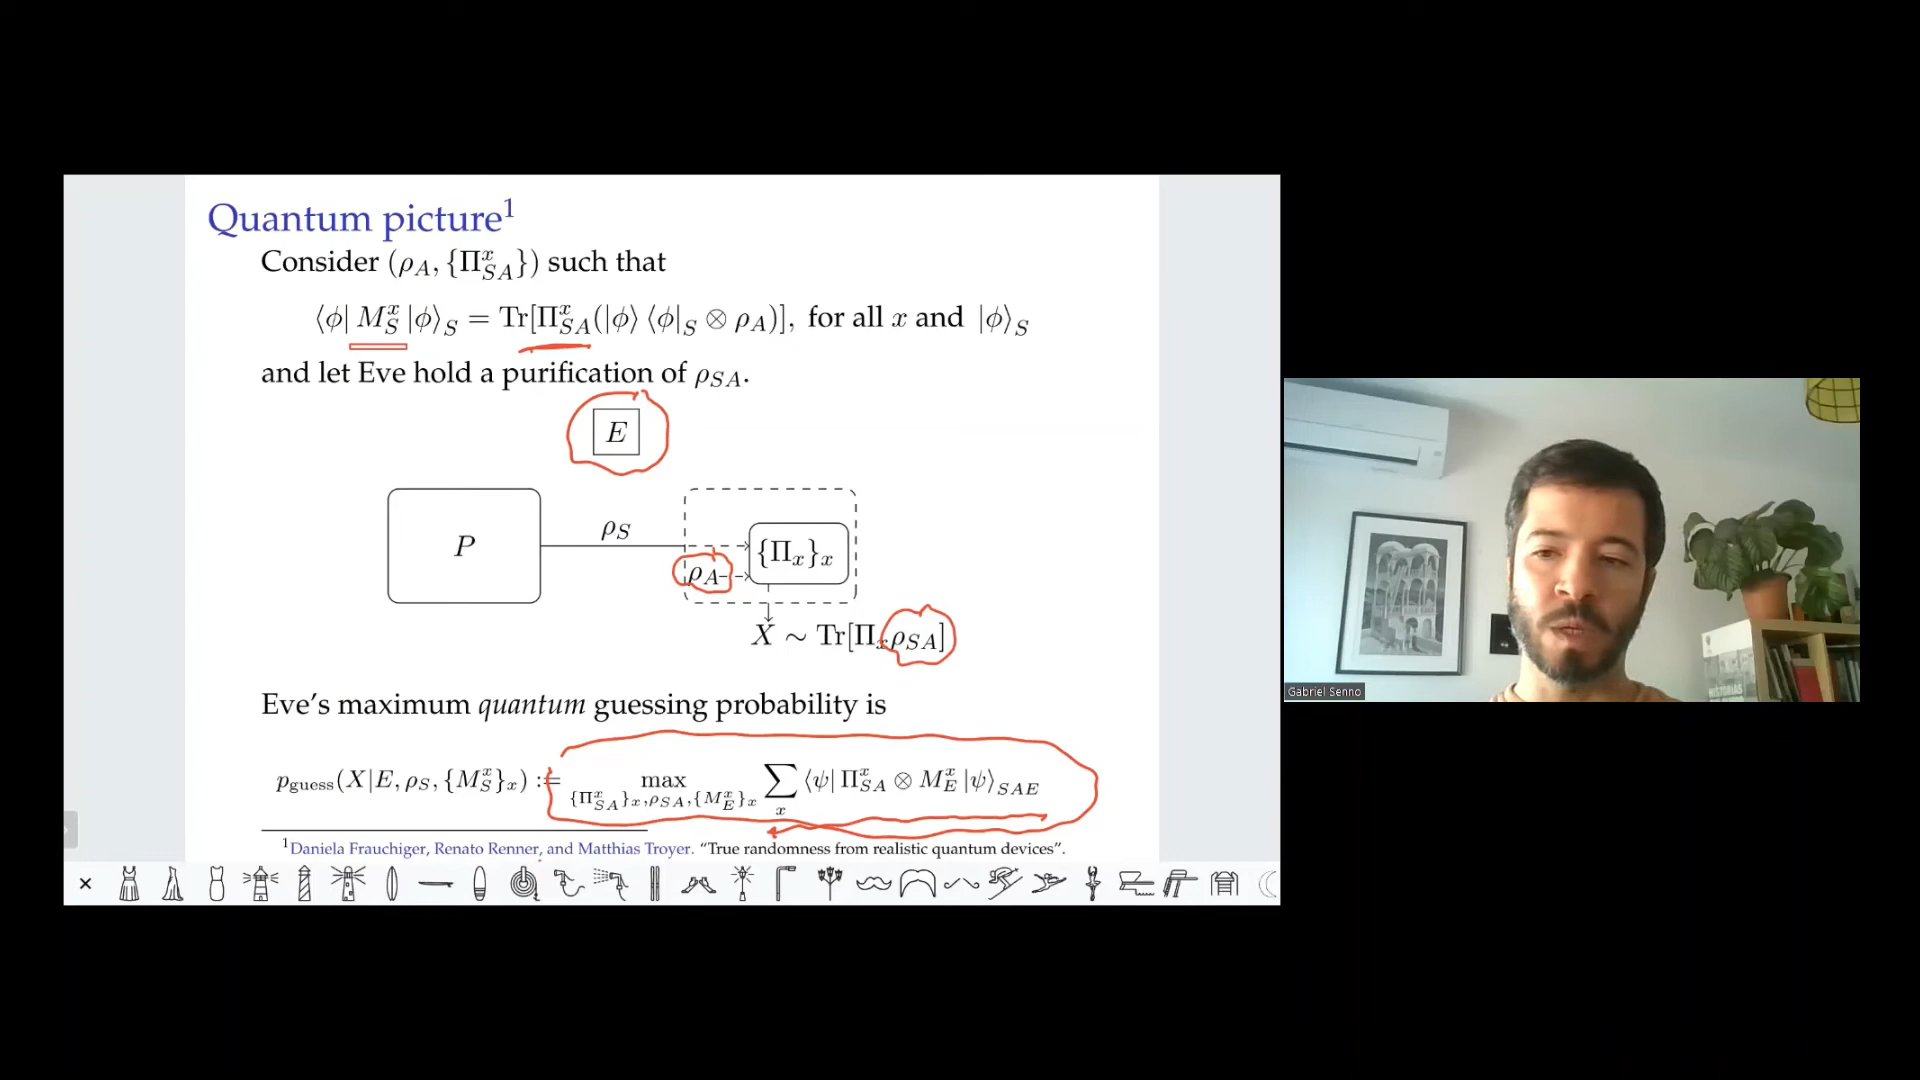 Quantum picture¹
Consider (ρ_A, {Π^x_{SA}}) such that
⟨ϕ| M^x_S |ϕ⟩_S = Tr[Π^x_{SA}(|ϕ⟩ ⟨ϕ|_S ⊗ ρ_A)], for all x and |ϕ⟩_S
and let Eve hold a purification of ρ_{SA}.
E
P
ρ_S
ρ_A
{Π_x}_x
X ∼ Tr[Π_x ρ_{SA}]
Eve's maximum quantum guessing probability is
p_guess(X|E, ρ_S, {M^x_S}_x) := max_{{Π^x_{SA}}_x, ρ_{SA}, {M^x_E}_x} ∑_x ⟨ψ| Π^x_{SA} ⊗ M^x_E |ψ⟩_{SAE}
¹Daniela Frauchiger, Renato Renner, and Matthias Troyer. “True randomness from realistic quantum devices”.
Gabriel Senno